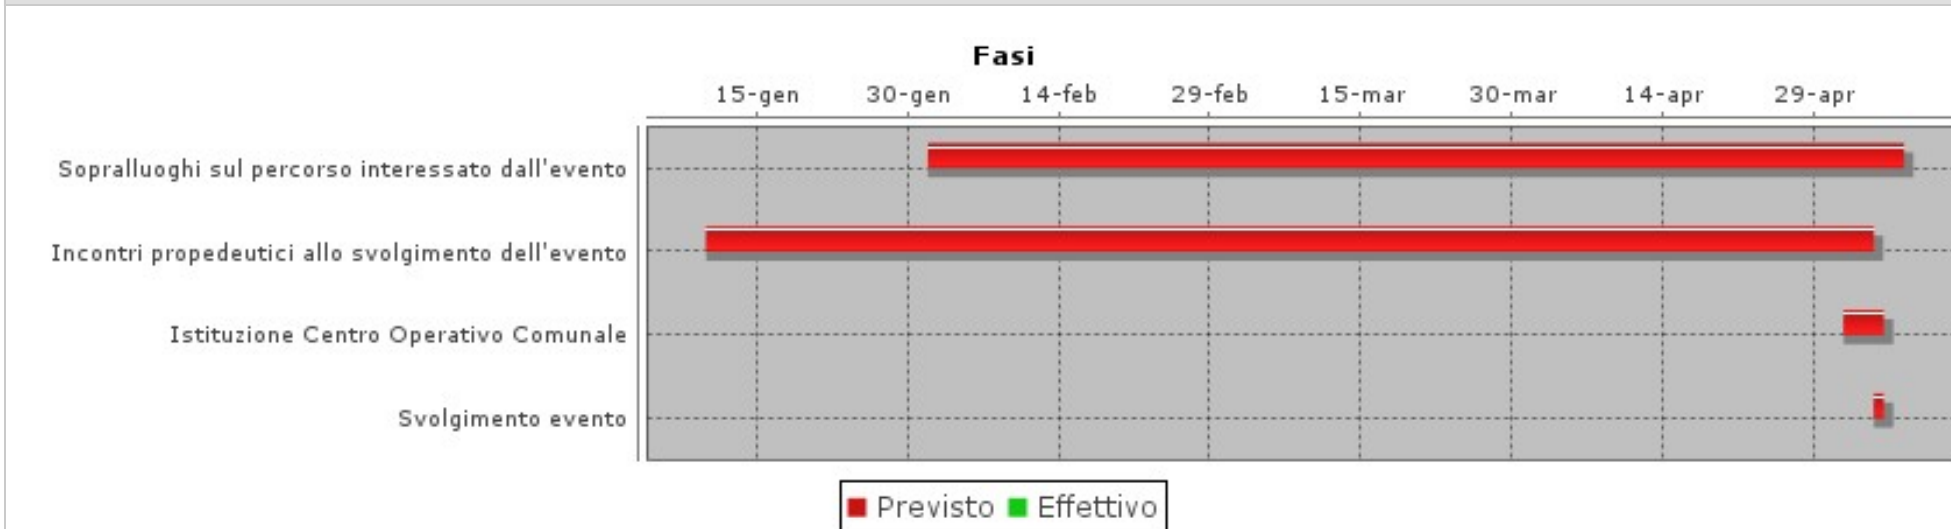 Fasi
15-gen 30-gen 14-feb 29-feb 15-mar 30-mar 14-apr 29-apr
Sopralluoghi sul percorso interessato dall'evento
Incontri propedeutici allo svolgimento dell'evento
Istituzione Centro Operativo Comunale
Svolgimento evento
Previsto Effettivo